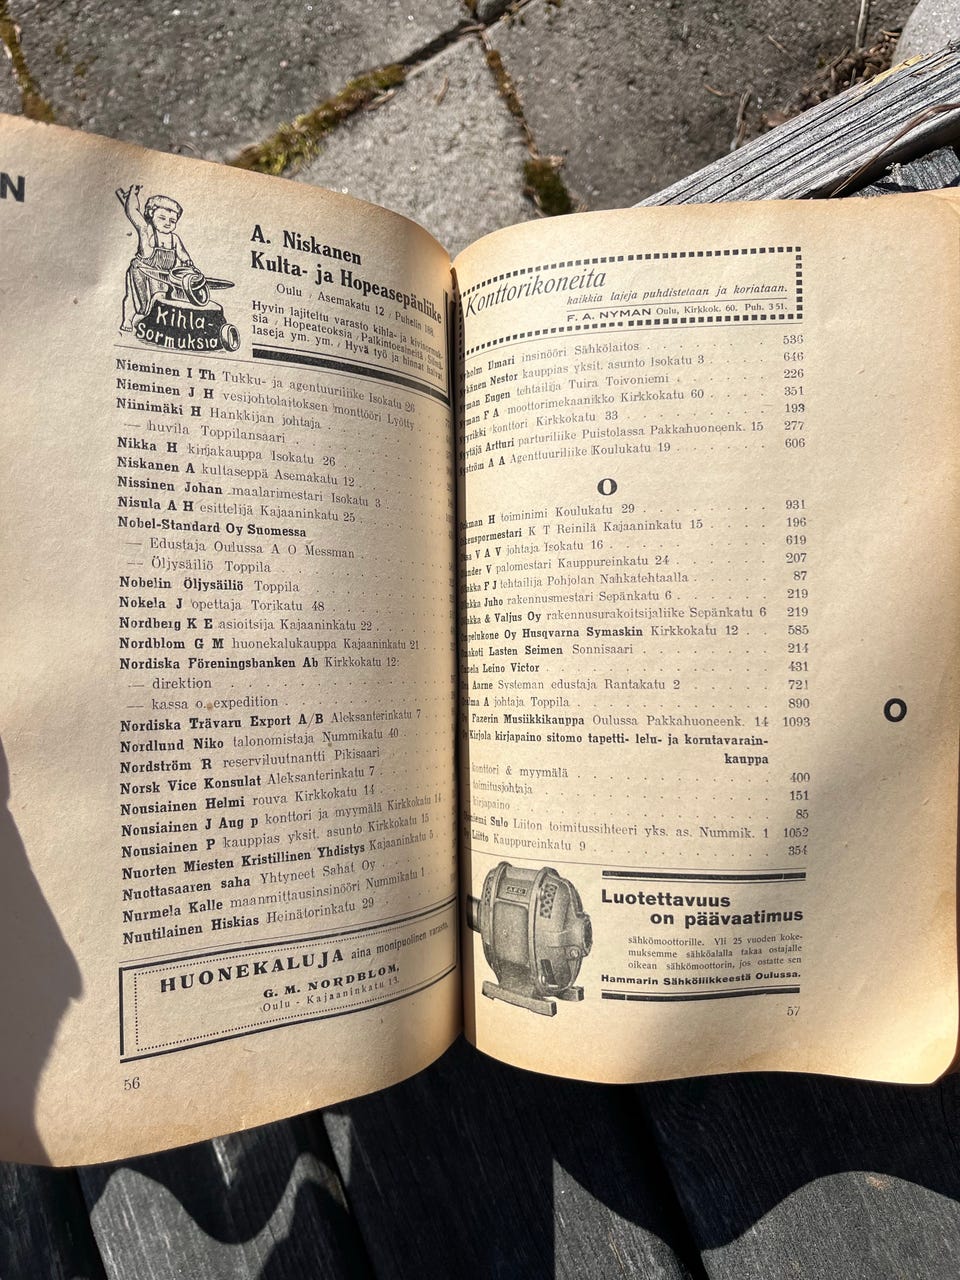 N
A. Niskanen
Kulta- ja Hopeasepänliike
Oulu , Asemakatu 12 , Puhelin 168.
Hyvin lajiteltu varasto kihla- ja kivisormuk-
sia , Hopeateoksia , Palkintoesineitä Silmä-
laseja ym. ym. , Hyvä työ ja hinnat halvat.
Kihla-
Sormuksia
Nieminen I Th Tukku- ja agentuuriliike Isokatu 26
Nieminen J H vesijohtolaitoksen monttööri Lyötty
Niinimäki H Hankkijan johtaja
— huvila Toppilansaari
Nikka H kirjakauppa Isokatu 26
Niskanen A kultaseppä Asemakatu 12
Nissinen Johan maalarimestari Isokatu 3
Nisula A H esittelijä Kajaaninkatu 25
Nobel-Standard Oy Suomessa
— Edustaja Oulussa A O Messman
— Öljysäiliö Toppila
Nobelin Öljysäiliö Toppila
Nokela J opettaja Torikatu 48
Nordberg K E asioitsija Kajaaninkatu 22
Nordblom G M huonekalukauppa Kajaaninkatu 21
Nordiska Föreningsbanken Ab Kirkkokatu 12:
— direktion
— kassa o. expedition
Nordiska Trävaru Export A/B Aleksanterinkatu 7
Nordlund Niko talonomistaja Nummikatu 40
Nordström R reserviluutnantti Pikisaari
Norsk Vice Konsulat Aleksanterinkatu 7
Nousiainen Helmi rouva Kirkkokatu 14
Nousiainen J Aug p konttori ja myymälä Kirkkokatu 14
Nousiainen P kauppias yksit. asunto Kirkkokatu 15
Nuorten Miesten Kristillinen Yhdistys Kajaaninkatu 5
Nuottasaaren saha Yhtyneet Sahat Oy
Nurmela Kalle maanmittausinsinööri Nummikatu 1
Nuutilainen Hiskias Heinätorinkatu 29
HUONEKALUJA aina monipuolinen varasto.
G. M. NORDBLOM,
Oulu - Kajaaninkatu 13.
56
Konttorikoneita
kaikkia lajeja puhdistetaan ja korjataan.
F. A. NYMAN Oulu, Kirkkok. 60. Puh. 3 51.
Ilmari insinööri Sähkölaitos 536
Nestor kauppias yksit. asunto Isokatu 3 646
Eugen tehtailija Tuira Toivoniemi 226
F A moottorimekaanikko Kirkkokatu 60 351
konttori Kirkkokatu 33 193
Artturi parturiliike Puistolassa Pakkahuoneenk. 15 277
A A Agentuuriliike Koulukatu 19 606
O
H toiminimi Koulukatu 29 931
K T Reinilä Kajaaninkatu 15 196
V A V johtaja Isokatu 16 619
V palomestari Kauppureinkatu 24 207
F J tehtailija Pohjolan Nahkatehtaalla 87
Juho rakennusmestari Sepänkatu 6 219
& Valjus Oy rakennusurakoitsijaliike Sepänkatu 6 219
Oy Husqvarna Symaskin Kirkkokatu 12 585
Lasten Seimen Sonnisaari 214
Leino Victor 431
Aarne Systeman edustaja Rantakatu 2 721
A johtaja Toppila 890
Fazerin Musiikkikauppa Oulussa Pakkahuoneenk. 14 1093
Kirjola kirjapaino sitomo tapetti- lelu- ja korutavarain-
kauppa
konttori & myymälä 400
toimitusjohtaja 151
kirjapaino 85
Sulo Liiton toimitussihteeri yks. as. Nummik. 1 1052
Liitto Kauppureinkatu 9 354
O
Luotettavuus
on päävaatimus
sähkömoottorille. Yli 25 vuoden koke-
muksemme sähköalalla takaa ostajalle
oikean sähkömoottorin, jos ostatte sen
Hammarin Sähköliikkeestä Oulussa.
57